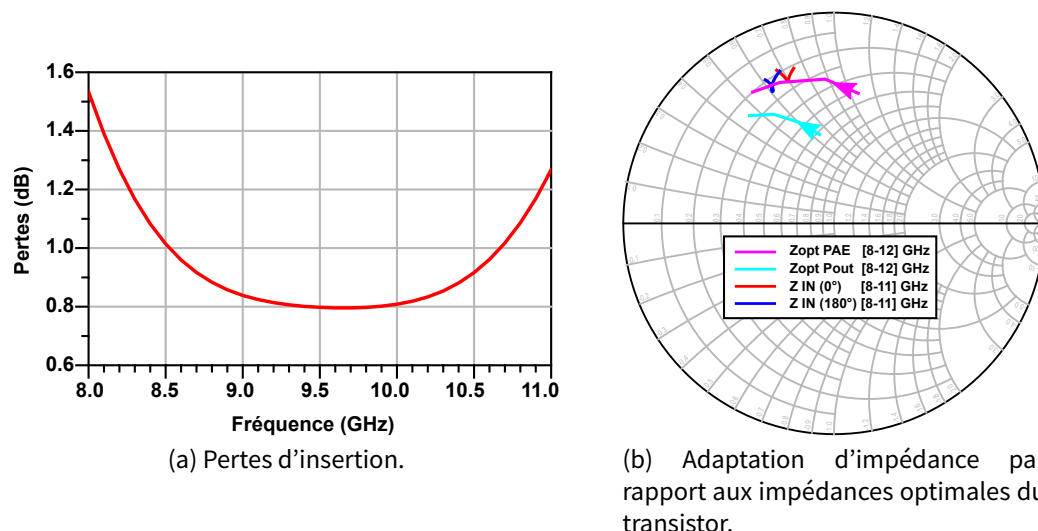 1.6
1.4
1.2
1.0
0.8
0.6
Pertes (dB)
8.0 8.5 9.0 9.5 10.0 10.5 11.0
Fréquence (GHz)
(a) Pertes d'insertion.
Zopt PAE [8-12] GHz
Zopt Pout [8-12] GHz
Z IN (0°) [8-11] GHz
Z IN (180°) [8-11] GHz
(b) Adaptation d'impédance pa
rapport aux impédances optimales du
transistor.